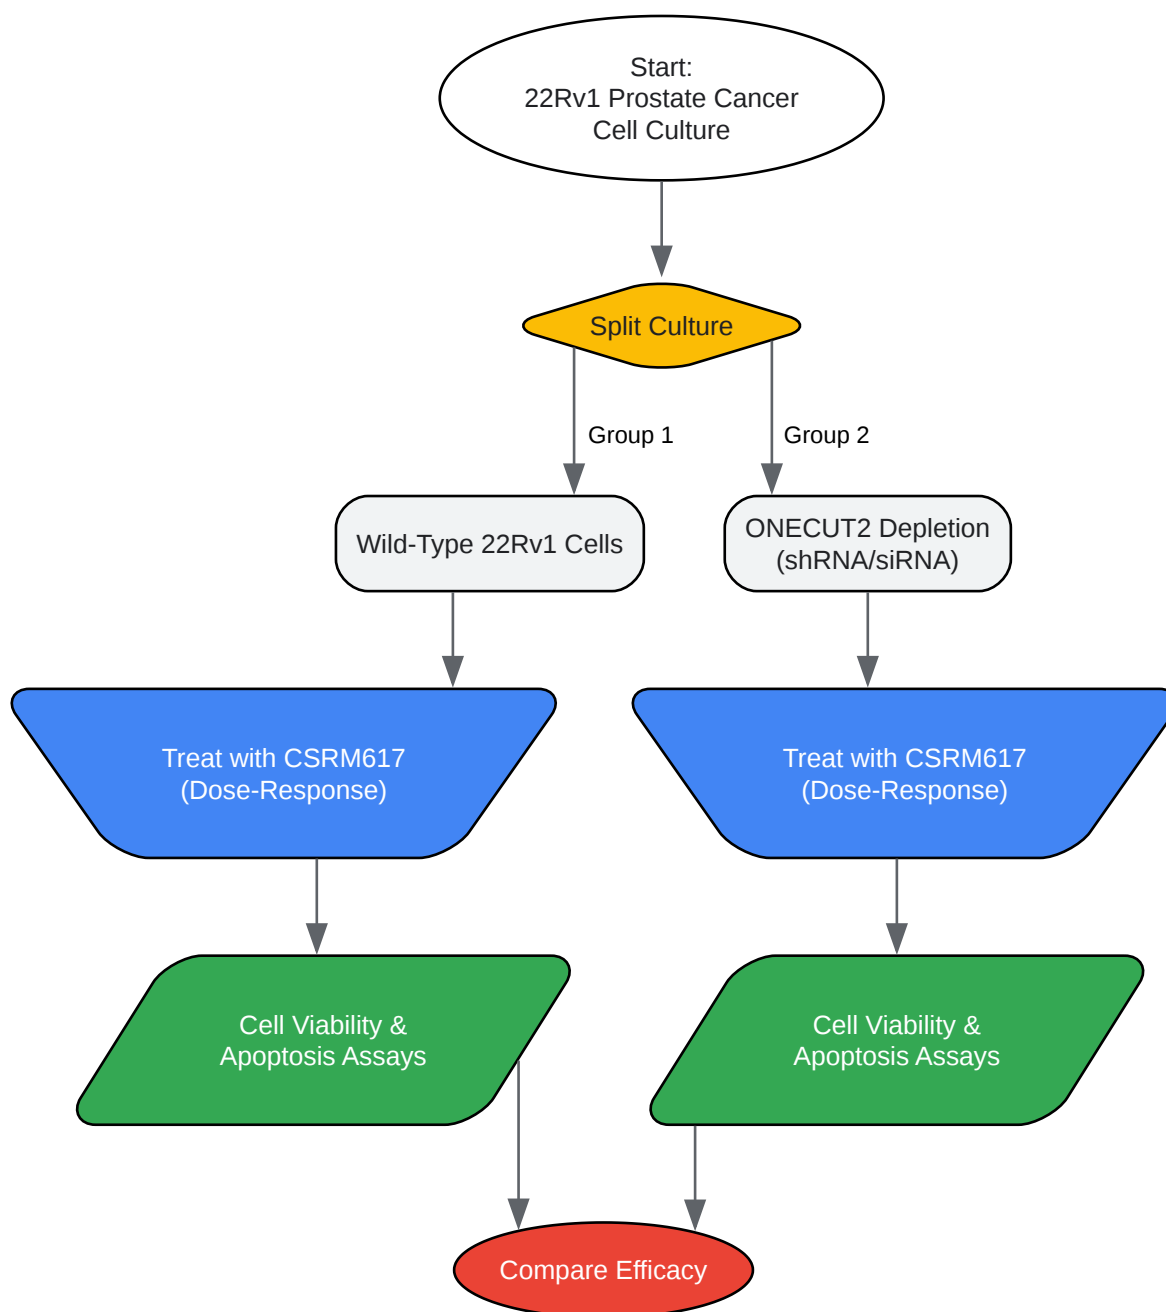 Start:
22Rv1 Prostate Cancer
Cell Culture
Split Culture
Group 1
Group 2
Wild-Type 22Rv1 Cells
ONECUT2 Depletion
(shRNA/siRNA)
Treat with CSRM617
(Dose-Response)
Treat with CSRM617
(Dose-Response)
Cell Viability &
Apoptosis Assays
Cell Viability &
Apoptosis Assays
Compare Efficacy